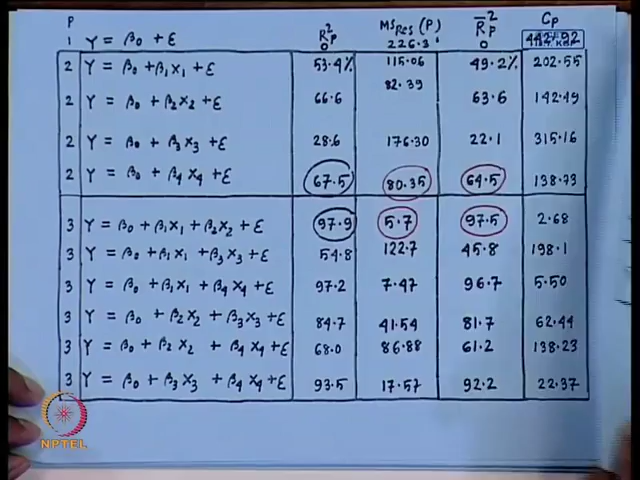 P R²p MSRes (P) R̄²p Cp
1 Y = β₀ + ε 0 226.31 0 442.92
2 Y = β₀ + β₁x₁ + ε 53.4% 115.06 49.2% 202.55
2 Y = β₀ + β₂x₂ + ε 66.6 82.39 63.6 142.49
2 Y = β₀ + β₃x₃ + ε 28.6 176.30 22.1 315.16
2 Y = β₀ + β₄x₄ + ε 67.5 80.35 64.5 138.73
3 Y = β₀ + β₁x₁ + β₂x₂ + ε 97.9 5.7 97.5 2.68
3 Y = β₀ + β₁x₁ + β₃x₃ + ε 54.8 122.7 45.8 198.1
3 Y = β₀ + β₁x₁ + β₄x₄ + ε 97.2 7.47 96.7 5.50
3 Y = β₀ + β₂x₂ + β₃x₃ + ε 84.7 41.54 81.7 62.44
3 Y = β₀ + β₂x₂ + β₄x₄ + ε 68.0 86.88 61.2 138.23
3 Y = β₀ + β₃x₃ + β₄x₄ + ε 93.5 17.57 92.2 22.37
NPTEL